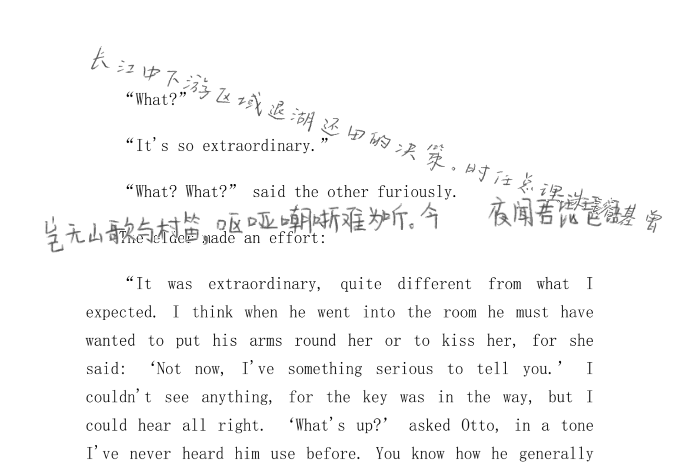 长江中下游区域退湖还田的决策。时任总理
“What?”
“It's so extraordinary.”
“What? What?” said the other furiously.
岂无山歌与村笛,呕哑嘲哳难为听。今夜闻君琵琶
The elder made an effort:
“It was extraordinary, quite different from what I
expected. I think when he went into the room he must have
wanted to put his arms round her or to kiss her, for she
said: ‘Not now, I've something serious to tell you.’ I
couldn't see anything, for the key was in the way, but I
could hear all right. ‘What's up?’ asked Otto, in a tone
I've never heard him use before. You know how he generally